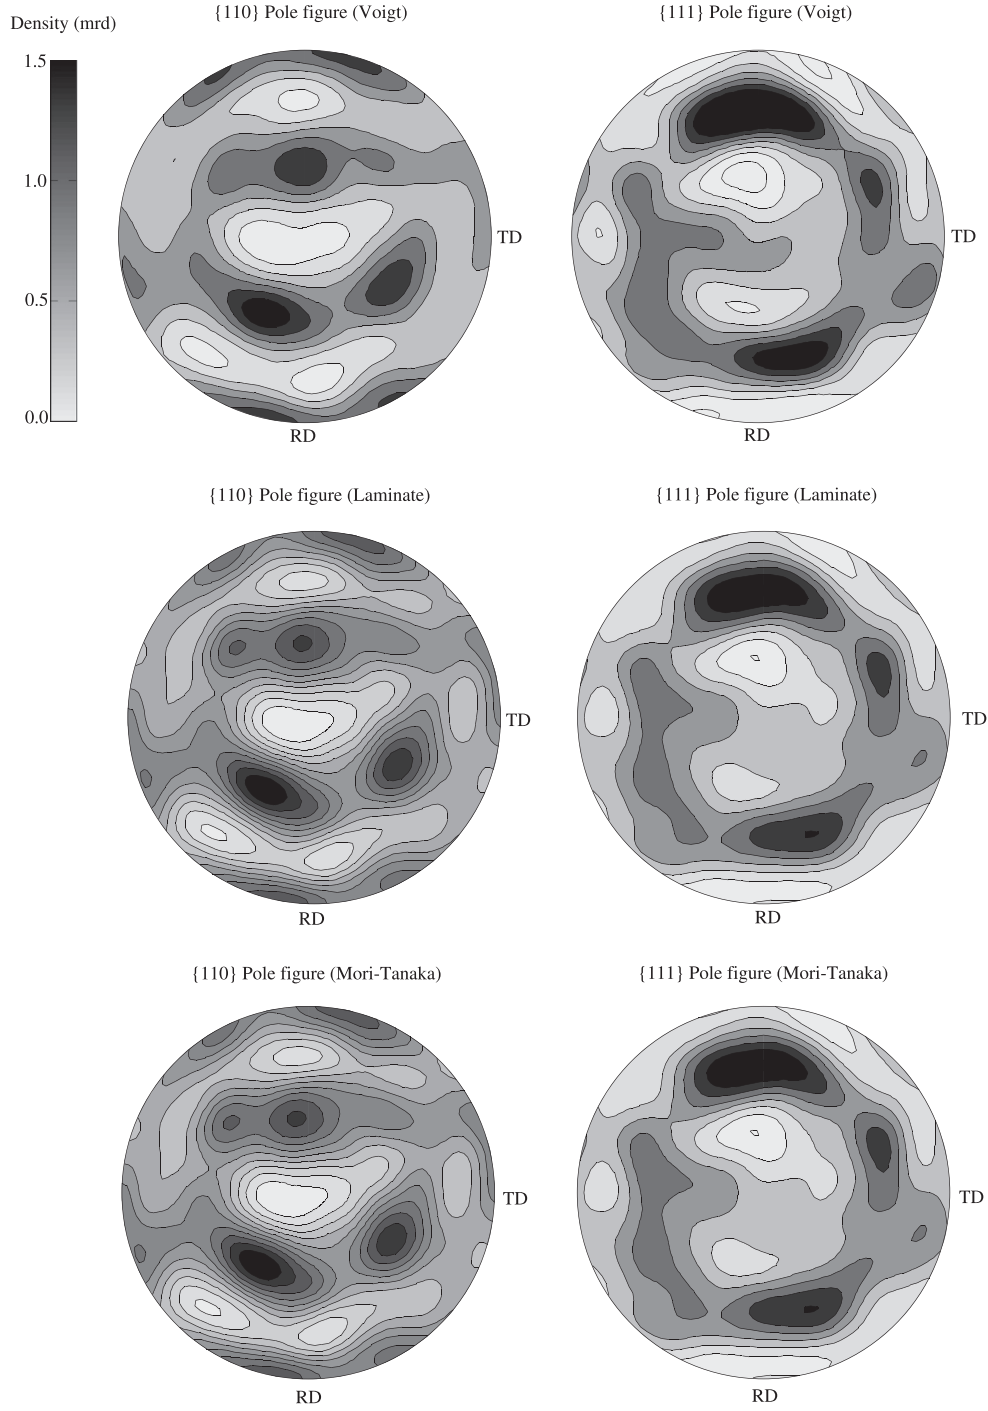 {110} Pole figure (Voigt)
{111} Pole figure (Voigt)
Density (mrd)
1.5
1.0
0.5
0.0
TD
TD
RD
RD
{110} Pole figure (Laminate)
{111} Pole figure (Laminate)
TD
TD
RD
RD
{110} Pole figure (Mori-Tanaka)
{111} Pole figure (Mori-Tanaka)
TD
TD
RD
RD